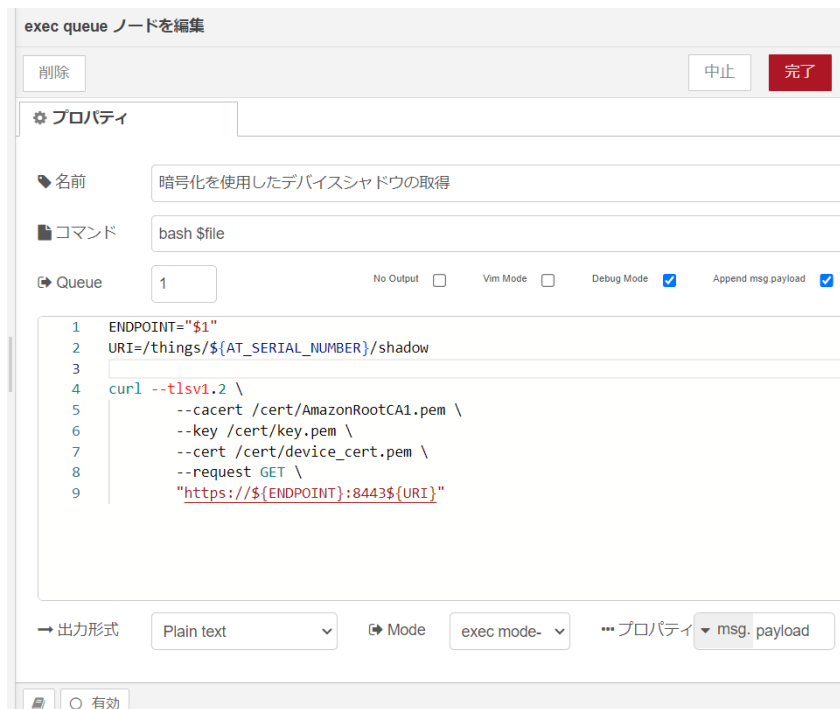 exec queue ノードを編集
削除 中止 完了
プロパティ
名前 暗号化を使用したデバイスシャドウの取得
コマンド bash $file
Queue 1 No Output Vim Mode Debug Mode Append msg.payload
1 ENDPOINT="$1"
2 URI=/things/${AT_SERIAL_NUMBER}/shadow
3
4 curl --tlsv1.2 \
5 --cacert /cert/AmazonRootCA1.pem \
6 --key /cert/key.pem \
7 --cert /cert/device_cert.pem \
8 --request GET \
9 "https://${ENDPOINT}:8443${URI}"
出力形式 Plain text Mode exec mode- プロパティ msg. payload
有効